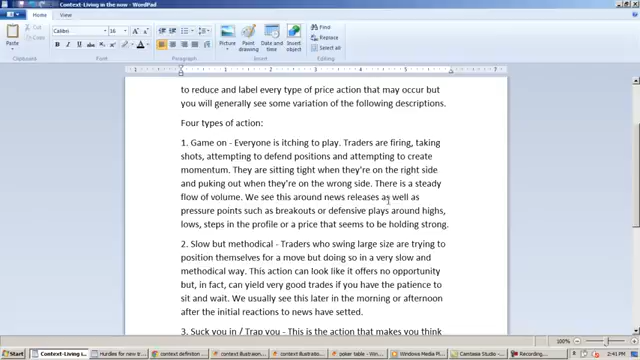 Context-Living in the now - WordPad
Home View
Paste
Calibri 16
Clipboard Font Paragraph
Picture Paint drawing Date and time Insert object
Insert
Find
Replace
Select all
Editing
to reduce and label every type of price action that may occur but
you will generally see some variation of the following descriptions.
Four types of action:
1. Game on - Everyone is itching to play. Traders are firing, taking
shots, attempting to defend positions and attempting to create
momentum. They are sitting tight when they're on the right side
and puking out when they're on the wrong side. There is a steady
flow of volume. We see this around news releases as well as
pressure points such as breakouts or defensive plays around highs,
lows, steps in the profile or a price that seems to be holding strong.
2. Slow but methodical - Traders who swing large size are trying to
position themselves for a move but doing so in a very slow and
methodical way. This action can look like it offers no opportunity
but, in fact, can yield very good trades if you have the patience to
sit and wait. We usually see this later in the morning or afternoon
after the initial reactions to news have settled.
3. Suck you in / Trap you - This is the action that makes you think
100%
Start Context-Living in... Hurdles for new tra... context definition ... context illustraion... context illustratio... poker table - Win... Windows Media Pl... Camtasia Studio - ... Recording... 2:41 PM